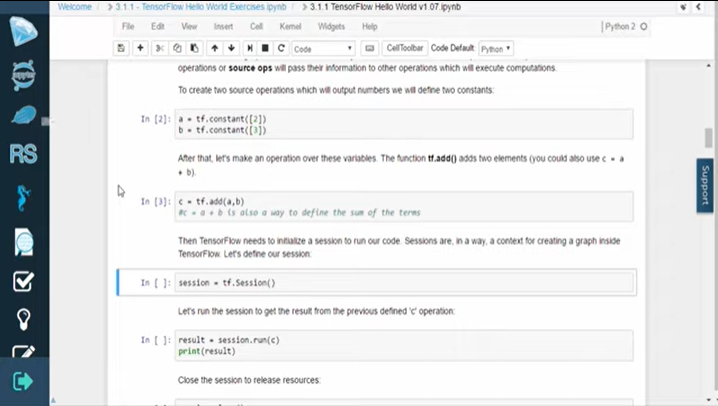 Welcome > 3.1.1 - TensorFlow Hello World Exercises.ipynb > 3.1.1 TensorFlow Hello World v1.07.ipynb
File Edit View Insert Cell Kernel Widgets Help Python 2
Code CellToolbar Code Default: Python
operations or source ops will pass their information to other operations which will execute computations.
To create two source operations which will output numbers we will define two constants:
In [2]: a = tf.constant([2])
b = tf.constant([3])
After that, let's make an operation over these variables. The function tf.add() adds two elements (you could also use c = a
+ b).
In [3]: c = tf.add(a,b)
#c = a + b is also a way to define the sum of the terms
Then TensorFlow needs to initialize a session to run our code. Sessions are, in a way, a context for creating a graph inside
TensorFlow. Let's define our session:
In [ ]: session = tf.Session()
Let's run the session to get the result from the previous defined 'c' operation:
In [ ]: result = session.run(c)
print(result)
Close the session to release resources:
jupyter
RS
Support